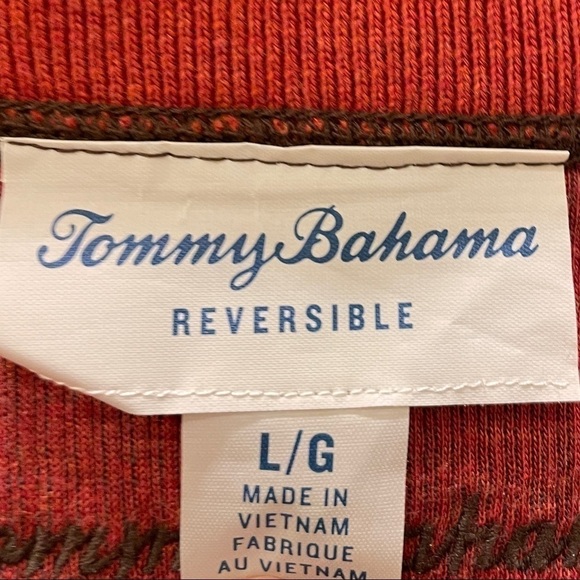 Tommy Bahama
REVERSIBLE
L/G
MADE IN
VIETNAM
FABRIQUE
AU VIETNAM